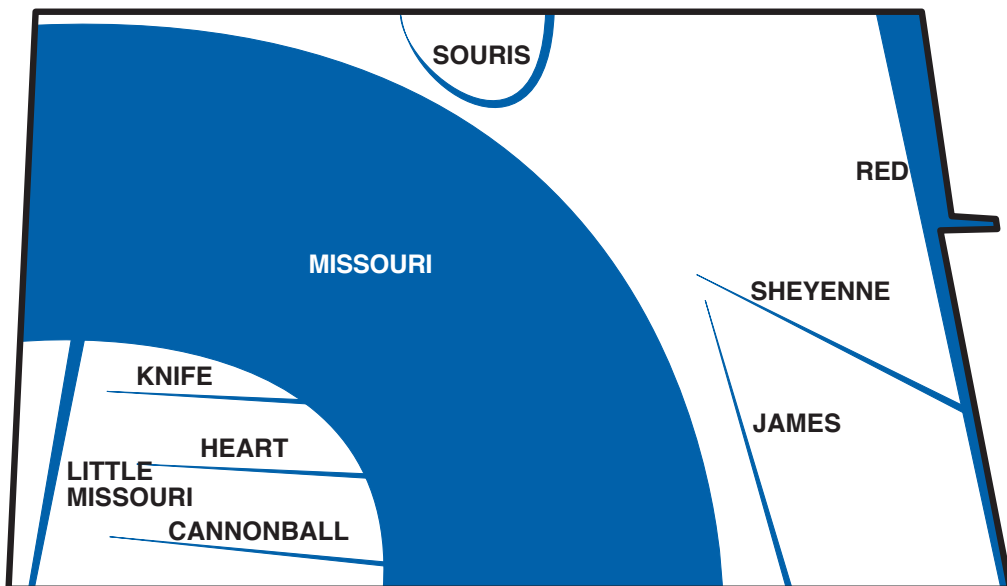 SOURIS
RED
MISSOURI
SHEYENNE
KNIFE
JAMES
HEART
LITTLE
MISSOURI
CANNONBALL